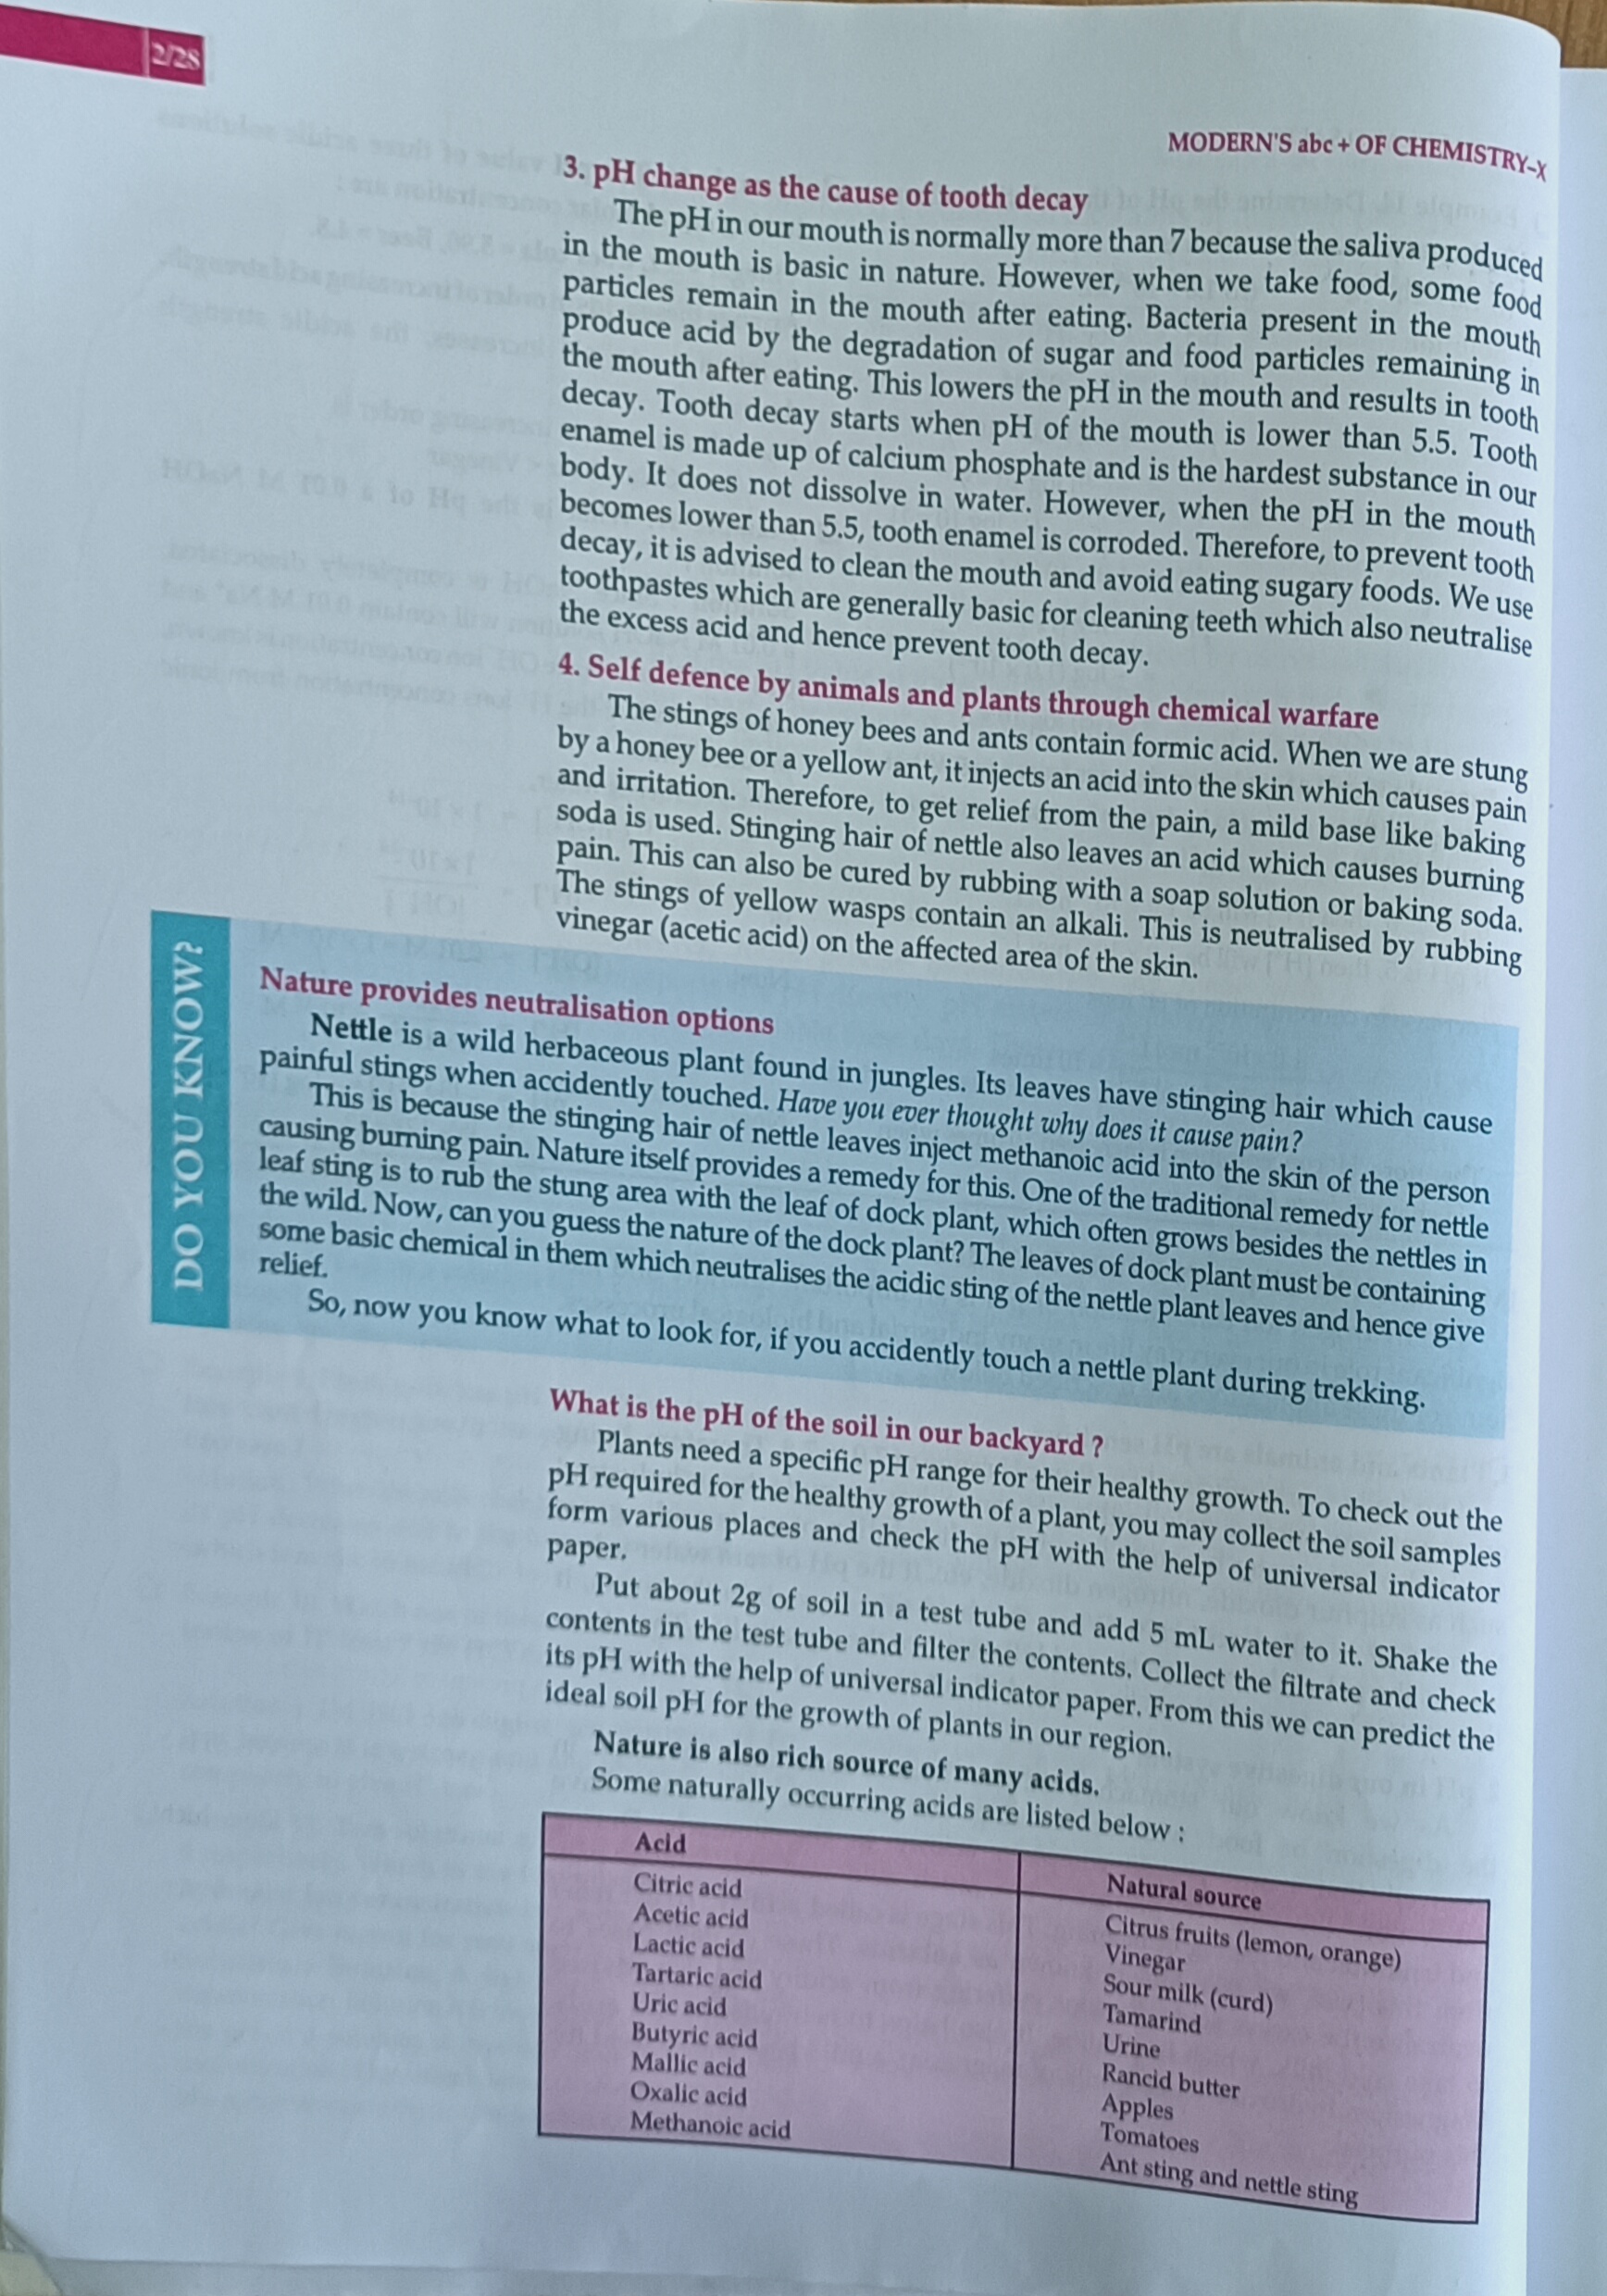 2/28
MODERN'S abc + OF CHEMISTRY–X
3. pH change as the cause of tooth decay
The pH in our mouth is normally more than 7 because the saliva produced
in the mouth is basic in nature. However, when we take food, some food
particles remain in the mouth after eating. Bacteria present in the mouth
produce acid by the degradation of sugar and food particles remaining in
the mouth after eating. This lowers the pH in the mouth and results in tooth
decay. Tooth decay starts when pH of the mouth is lower than 5.5. Tooth
enamel is made up of calcium phosphate and is the hardest substance in our
body. It does not dissolve in water. However, when the pH in the mouth
becomes lower than 5.5, tooth enamel is corroded. Therefore, to prevent tooth
decay, it is advised to clean the mouth and avoid eating sugary foods. We use
toothpastes which are generally basic for cleaning teeth which also neutralise
the excess acid and hence prevent tooth decay.
4. Self defence by animals and plants through chemical warfare
The stings of honey bees and ants contain formic acid. When we are stung
by a honey bee or a yellow ant, it injects an acid into the skin which causes pain
and irritation. Therefore, to get relief from the pain, a mild base like baking
soda is used. Stinging hair of nettle also leaves an acid which causes burning
pain. This can also be cured by rubbing with a soap solution or baking soda.
The stings of yellow wasps contain an alkali. This is neutralised by rubbing
vinegar (acetic acid) on the affected area of the skin.
DO YOU KNOW?
Nature provides neutralisation options
Nettle is a wild herbaceous plant found in jungles. Its leaves have stinging hair which cause
painful stings when accidently touched. Have you ever thought why does it cause pain?
This is because the stinging hair of nettle leaves inject methanoic acid into the skin of the person
causing burning pain. Nature itself provides a remedy for this. One of the traditional remedy for nettle
leaf sting is to rub the stung area with the leaf of dock plant, which often grows besides the nettles in
the wild. Now, can you guess the nature of the dock plant? The leaves of dock plant must be containing
some basic chemical in them which neutralises the acidic sting of the nettle plant leaves and hence give
relief.
So, now you know what to look for, if you accidently touch a nettle plant during trekking.
What is the pH of the soil in our backyard ?
Plants need a specific pH range for their healthy growth. To check out the
pH required for the healthy growth of a plant, you may collect the soil samples
form various places and check the pH with the help of universal indicator
paper.
Put about 2g of soil in a test tube and add 5 mL water to it. Shake the
contents in the test tube and filter the contents. Collect the filtrate and check
its pH with the help of universal indicator paper. From this we can predict the
ideal soil pH for the growth of plants in our region.
Nature is also rich source of many acids.
Some naturally occurring acids are listed below :
Acid Natural source
Citric acid Citrus fruits (lemon, orange)
Acetic acid Vinegar
Lactic acid Sour milk (curd)
Tartaric acid Tamarind
Uric acid Urine
Butyric acid Rancid butter
Mallic acid Apples
Oxalic acid Tomatoes
Methanoic acid Ant sting and nettle sting